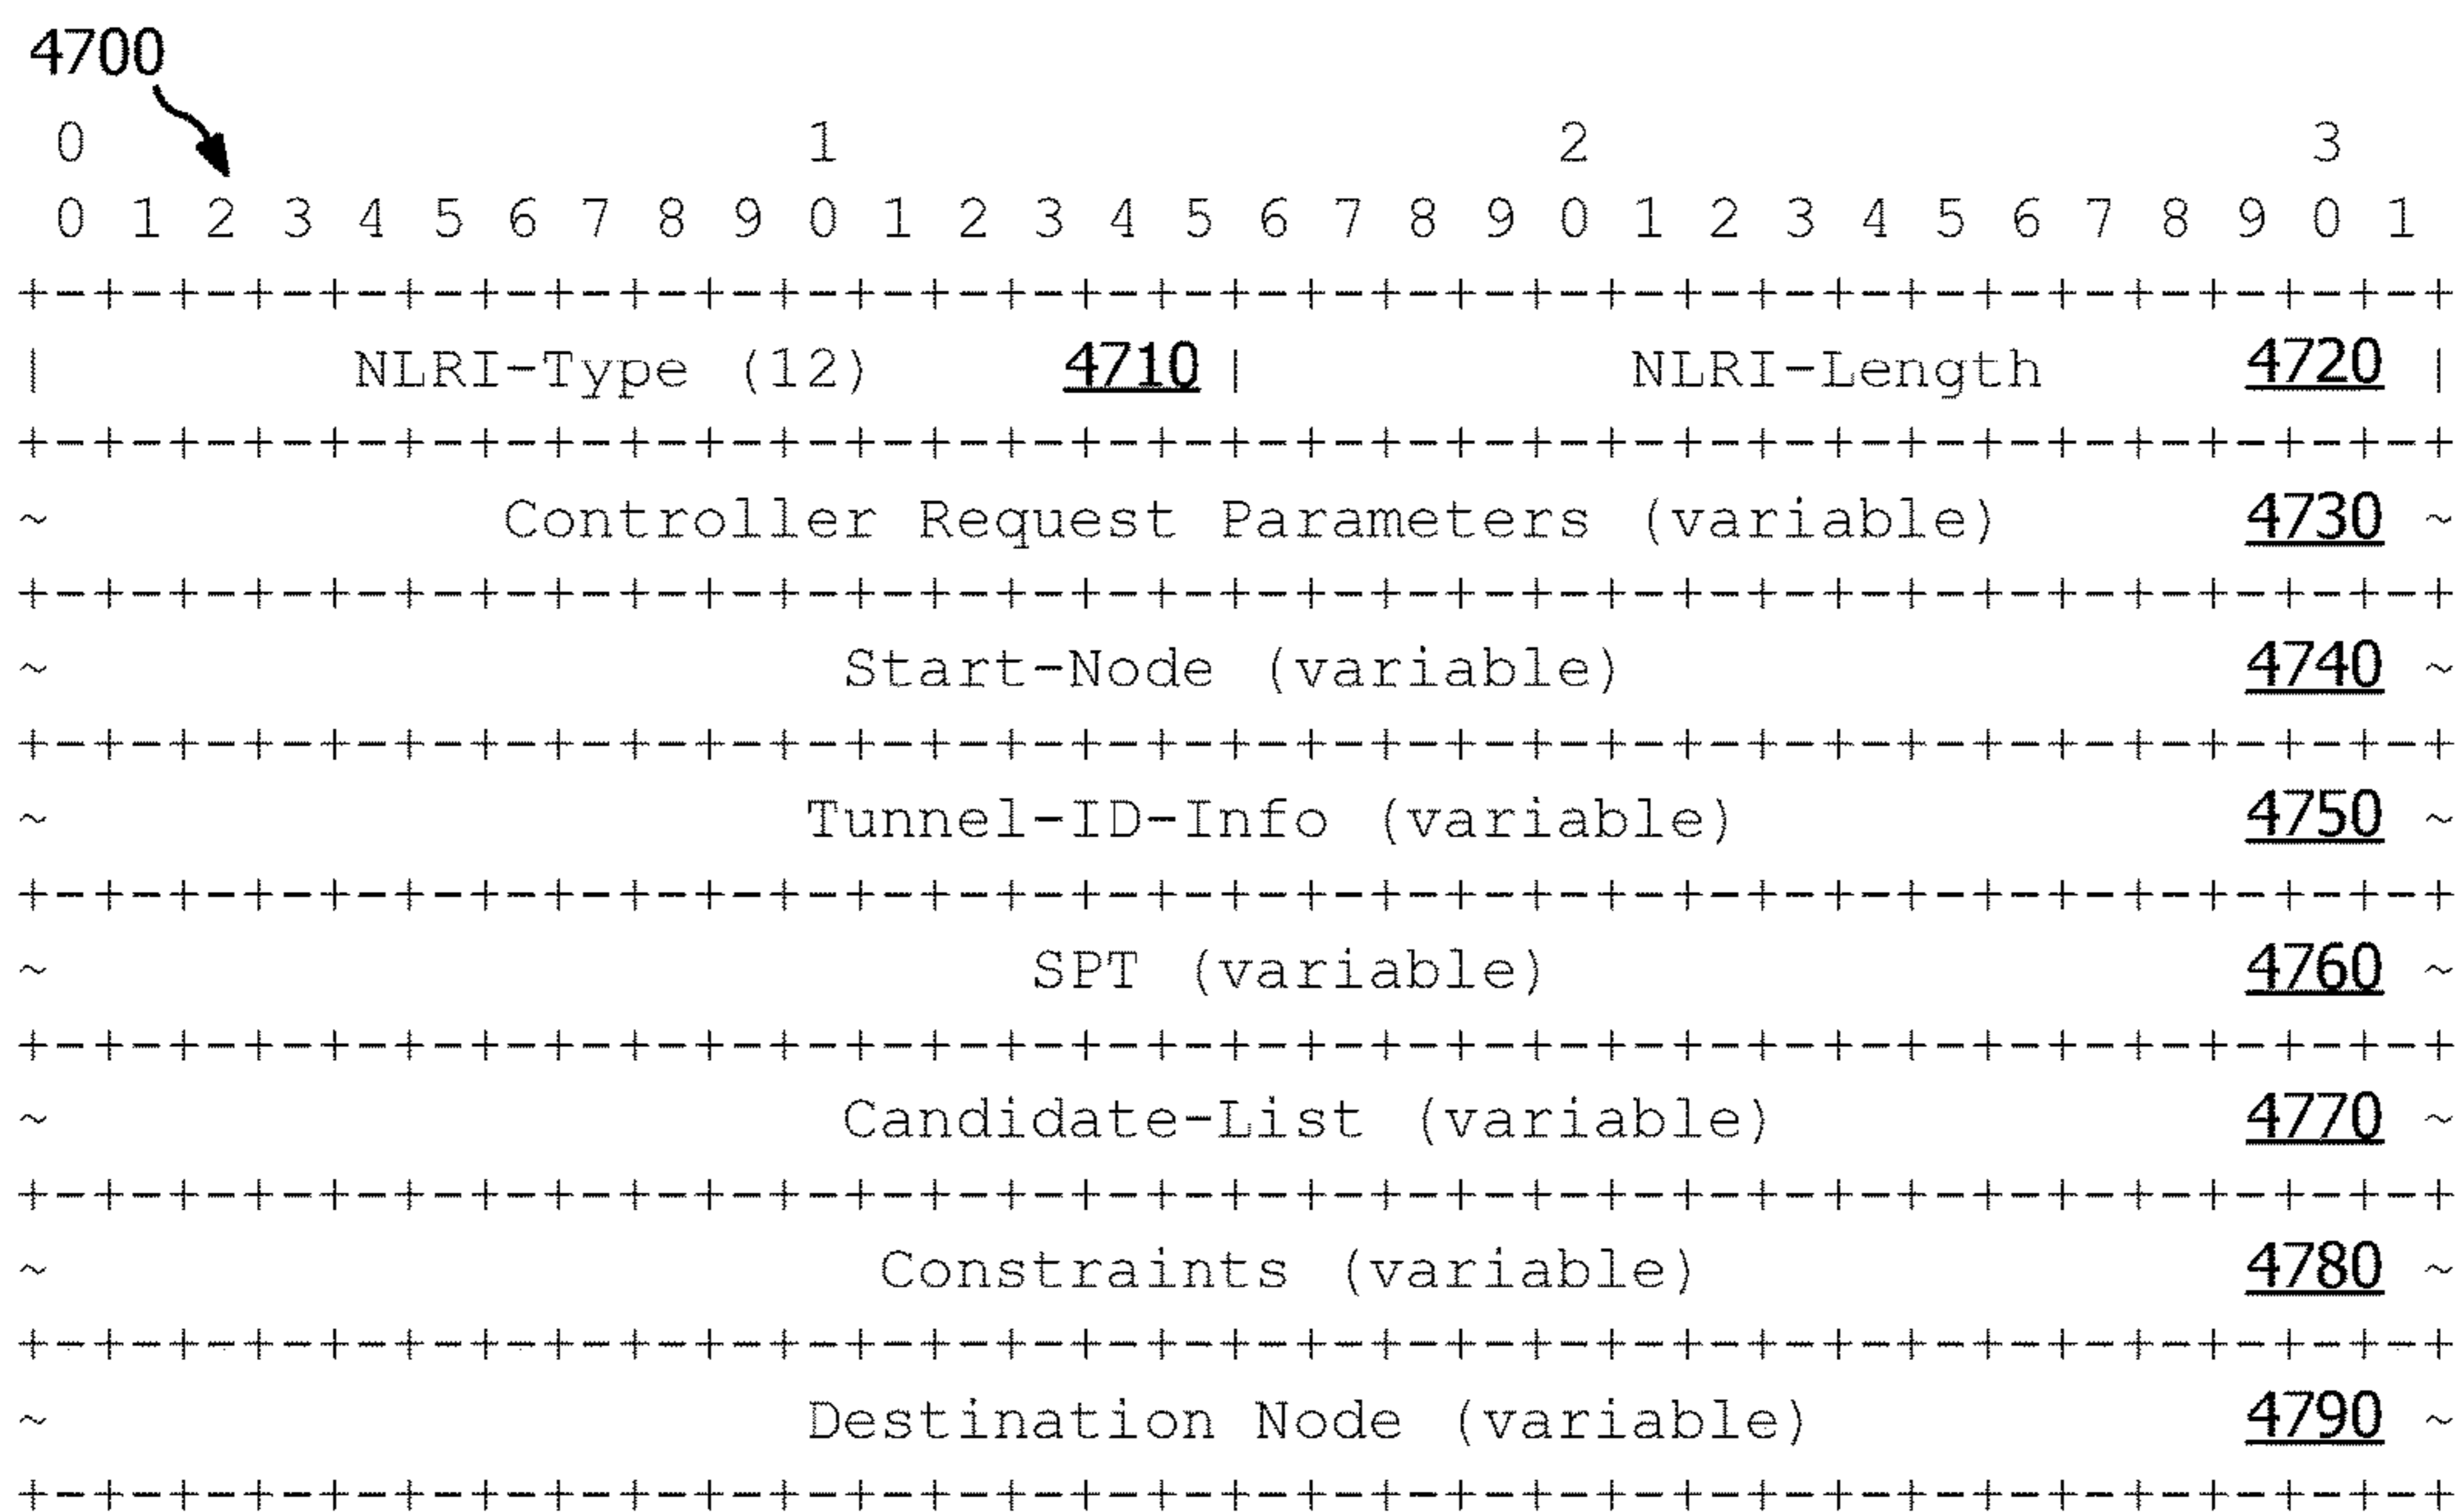 4700
0 1 2 3
0 1 2 3 4 5 6 7 8 9 0 1 2 3 4 5 6 7 8 9 0 1 2 3 4 5 6 7 8 9 0 1
+-+-+-+-+-+-+-+-+-+-+-+-+-+-+-+-+-+-+-+-+-+-+-+-+-+-+-+-+-+-+-+-+
| NLRI-Type (12) 4710 | NLRI-Length 4720 |
+-+-+-+-+-+-+-+-+-+-+-+-+-+-+-+-+-+-+-+-+-+-+-+-+-+-+-+-+-+-+-+-+
~ Controller Request Parameters (variable) 4730 ~
+-+-+-+-+-+-+-+-+-+-+-+-+-+-+-+-+-+-+-+-+-+-+-+-+-+-+-+-+-+-+-+-+
~ Start-Node (variable) 4740 ~
+-+-+-+-+-+-+-+-+-+-+-+-+-+-+-+-+-+-+-+-+-+-+-+-+-+-+-+-+-+-+-+-+
~ Tunnel-ID-Info (variable) 4750 ~
+-+-+-+-+-+-+-+-+-+-+-+-+-+-+-+-+-+-+-+-+-+-+-+-+-+-+-+-+-+-+-+-+
~ SPT (variable) 4760 ~
+-+-+-+-+-+-+-+-+-+-+-+-+-+-+-+-+-+-+-+-+-+-+-+-+-+-+-+-+-+-+-+-+
~ Candidate-List (variable) 4770 ~
+-+-+-+-+-+-+-+-+-+-+-+-+-+-+-+-+-+-+-+-+-+-+-+-+-+-+-+-+-+-+-+-+
~ Constraints (variable) 4780 ~
+-+-+-+-+-+-+-+-+-+-+-+-+-+-+-+-+-+-+-+-+-+-+-+-+-+-+-+-+-+-+-+-+
~ Destination Node (variable) 4790 ~
+-+-+-+-+-+-+-+-+-+-+-+-+-+-+-+-+-+-+-+-+-+-+-+-+-+-+-+-+-+-+-+-+